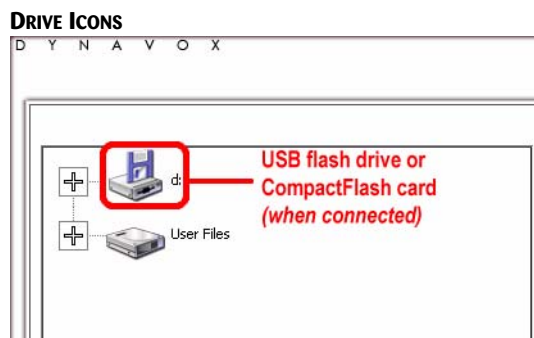 DRIVE ICONS
D Y N A V O X
d:
USB flash drive or
CompactFlash card
(when connected)
User Files